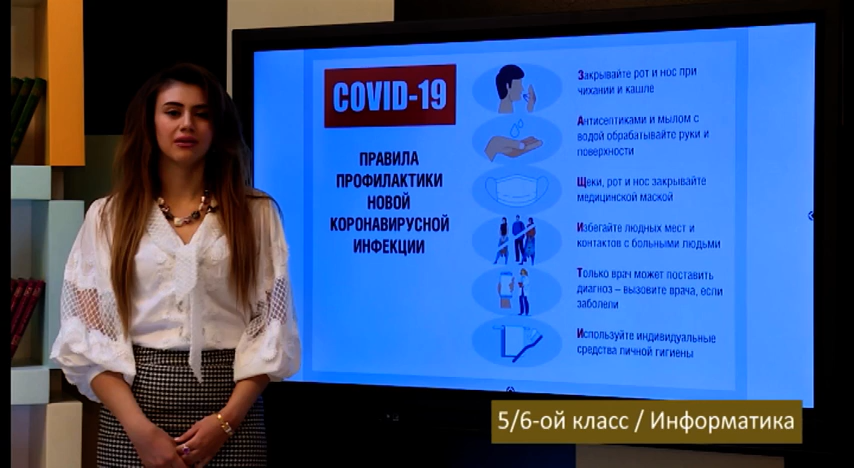 COVID-19
ПРАВИЛА
ПРОФИЛАКТИКИ
НОВОЙ
КОРОНАВИРУСНОЙ
ИНФЕКЦИИ
Закрывайте рот и нос при
чихании и кашле
Антисептиками и мылом с
водой обрабатывайте руки и
поверхности
Щеки, рот и нос закрывайте
медицинской маской
Избегайте людных мест и
контактов с больными людьми
Только врач может поставить
диагноз – вызовите врача, если
заболели
Используйте индивидуальные
средства личной гигиены
5/6-ой класс / Информатика